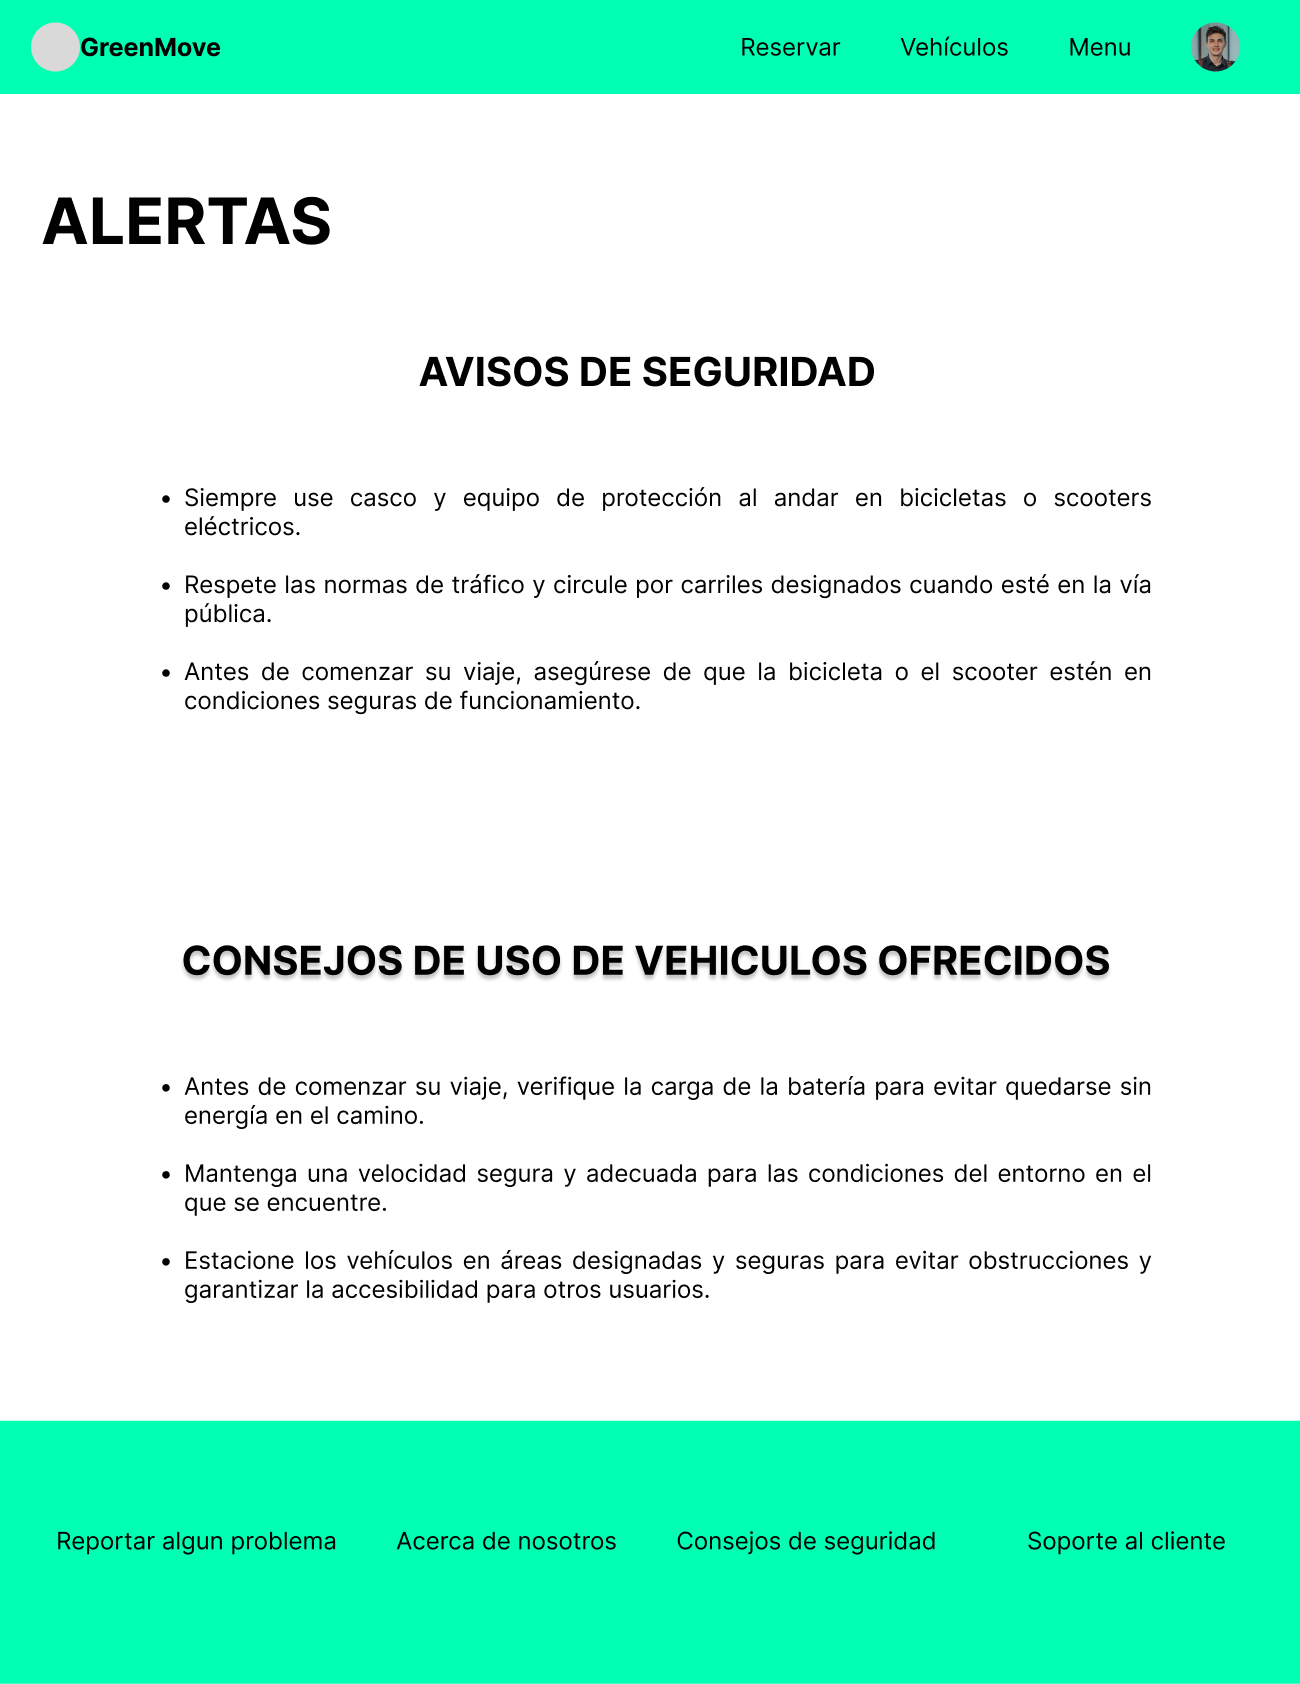 GreenMove
Reservar
Vehículos
Menu
ALERTAS
AVISOS DE SEGURIDAD
• Siempre use casco y equipo de protección al andar en bicicletas o scooters
eléctricos.
• Respete las normas de tráfico y circule por carriles designados cuando esté en la vía
pública.
• Antes de comenzar su viaje, asegúrese de que la bicicleta o el scooter estén en
condiciones seguras de funcionamiento.
CONSEJOS DE USO DE VEHICULOS OFRECIDOS
• Antes de comenzar su viaje, verifique la carga de la batería para evitar quedarse sin
energía en el camino.
• Mantenga una velocidad segura y adecuada para las condiciones del entorno en el
que se encuentre.
• Estacione los vehículos en áreas designadas y seguras para evitar obstrucciones y
garantizar la accesibilidad para otros usuarios.
Reportar algun problema
Acerca de nosotros
Consejos de seguridad
Soporte al cliente